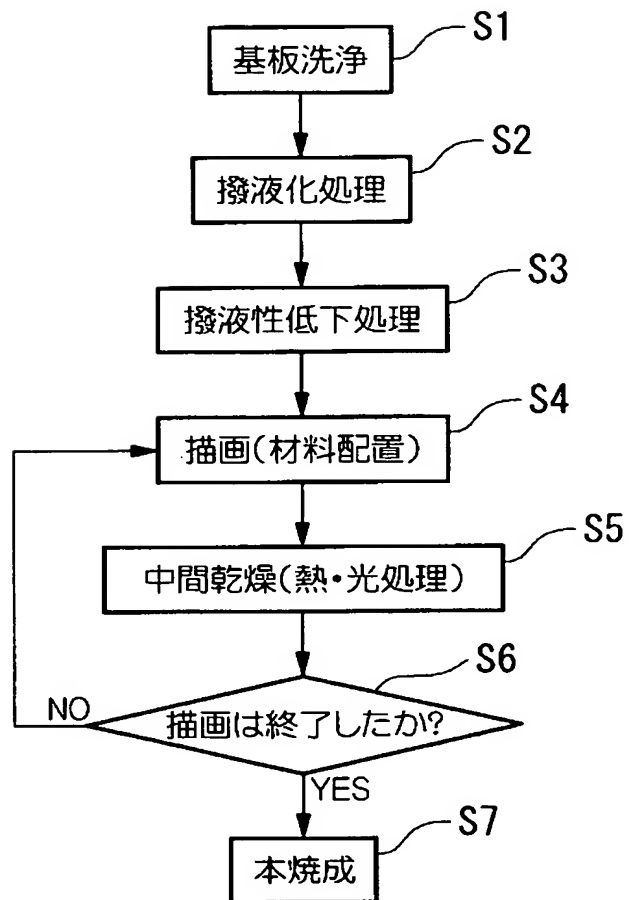 S1
基板洗浄
S2
撥液化処理
S3
撥液性低下処理
S4
描画(材料配置)
S5
中間乾燥(熱・光処理)
S6
NO
描画は終了したか?
YES
S7
本焼成